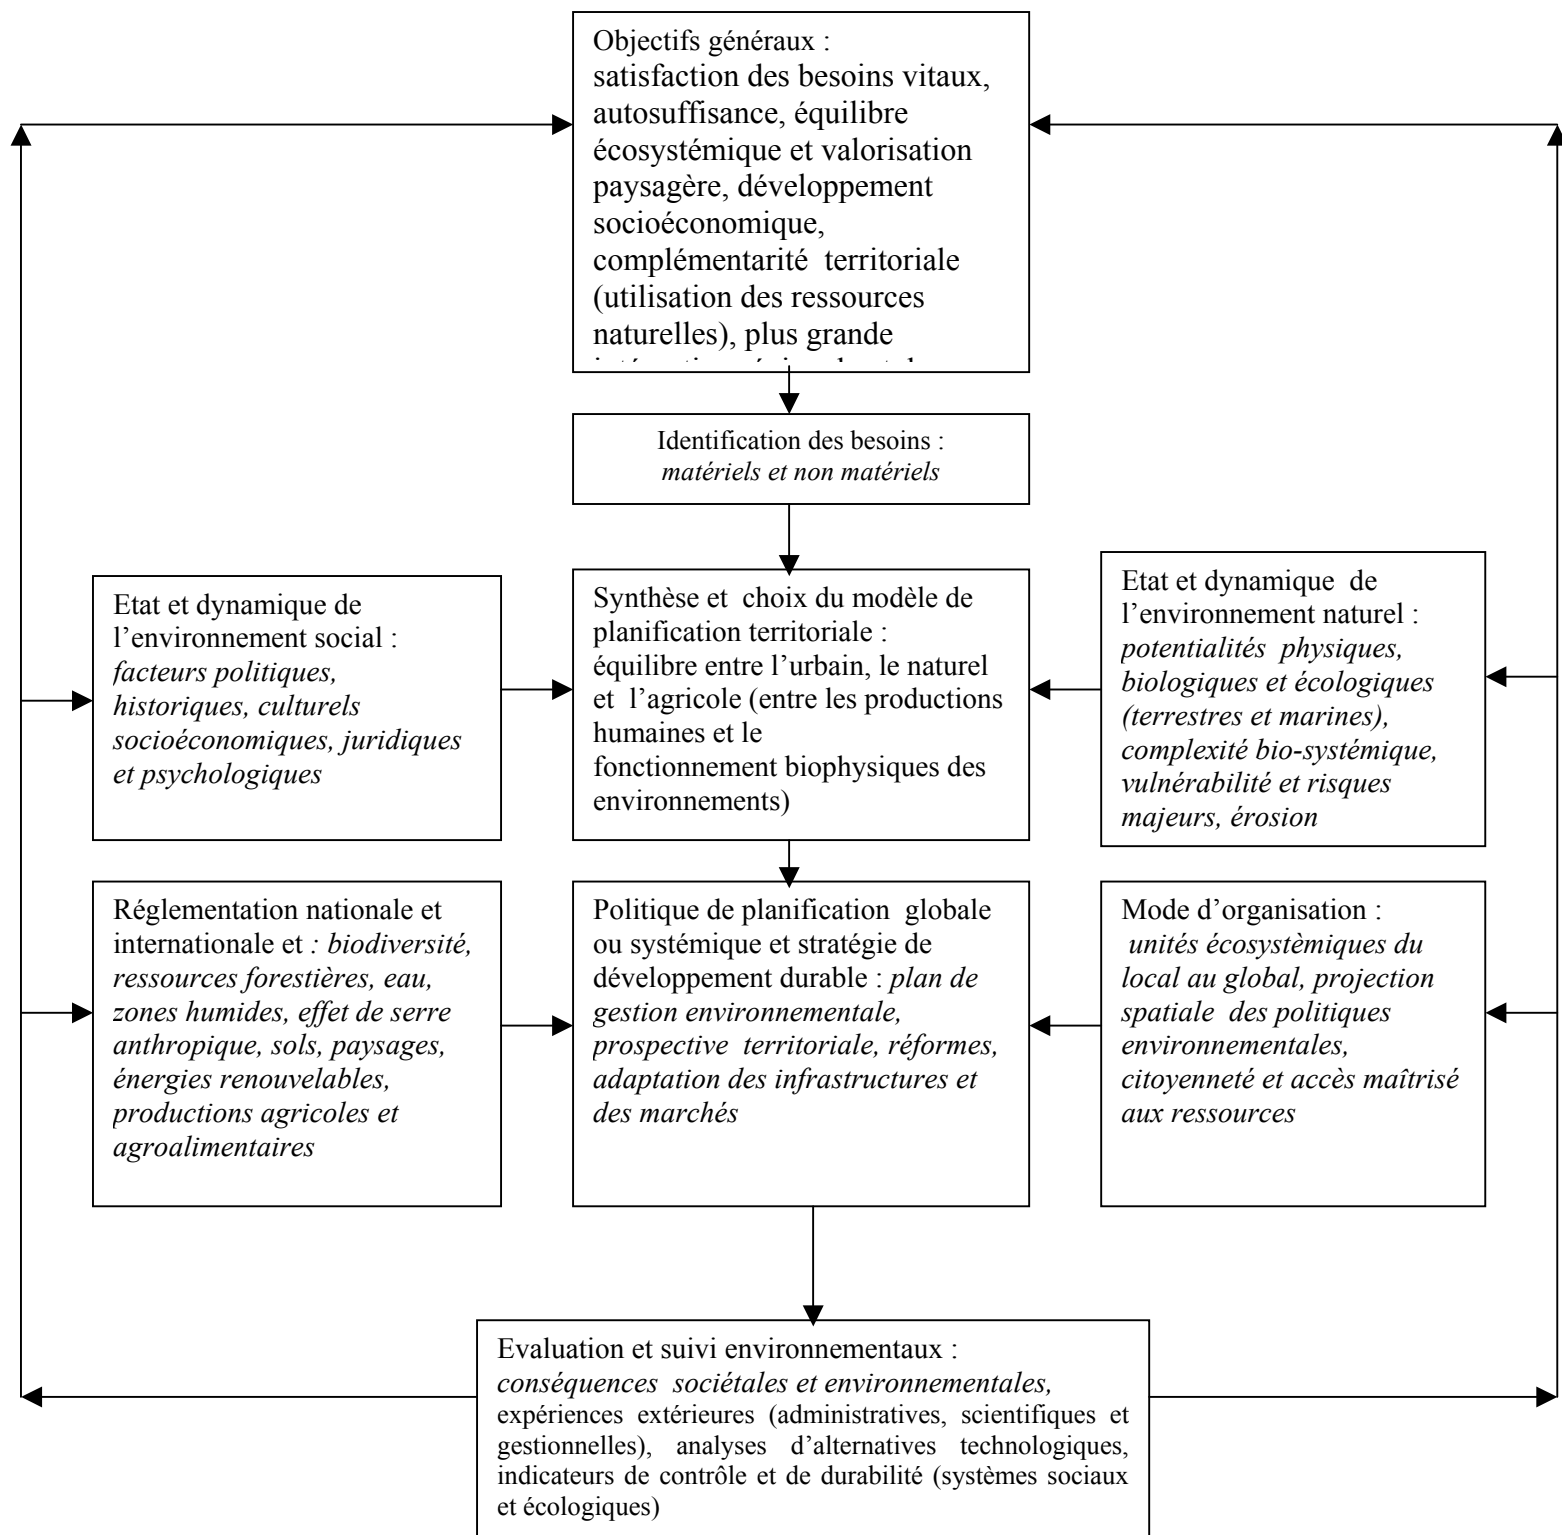 Objectifs généraux :
satisfaction des besoins vitaux,
autosuffisance, équilibre
écosystémique et valorisation
paysagère, développement
socioéconomique,
complémentarité  territoriale
(utilisation des ressources
naturelles), plus grande
Identification des besoins :
matériels et non matériels
Etat et dynamique de
l’environnement social :
facteurs politiques,
historiques, culturels
socioéconomiques, juridiques
et psychologiques
Synthèse et  choix du modèle de
planification territoriale :
équilibre entre l’urbain, le naturel
et  l’agricole (entre les productions
humaines et le
fonctionnement biophysiques des
environnements)
Etat et dynamique  de
l’environnement naturel :
potentialités  physiques,
biologiques et écologiques
(terrestres et marines),
complexité bio-systémique,
vulnérabilité et risques
majeurs, érosion
Réglementation nationale et
internationale et : biodiversité,
ressources forestières, eau,
zones humides, effet de serre
anthropique, sols, paysages,
énergies renouvelables,
productions agricoles et
agroalimentaires
Politique de planification  globale
ou systémique et stratégie de
développement durable : plan de
gestion environnementale,
prospective  territoriale, réformes,
adaptation des infrastructures et
des marchés
Mode d’organisation :
unités écosystèmiques du
local au global, projection
spatiale  des politiques
environnementales,
citoyenneté et accès maîtrisé
aux ressources
Evaluation et suivi environnementaux :
conséquences  sociétales et environnementales,
expériences extérieures (administratives, scientifiques et
gestionnelles), analyses d’alternatives technologiques,
indicateurs de contrôle et de durabilité (systèmes sociaux
et écologiques)